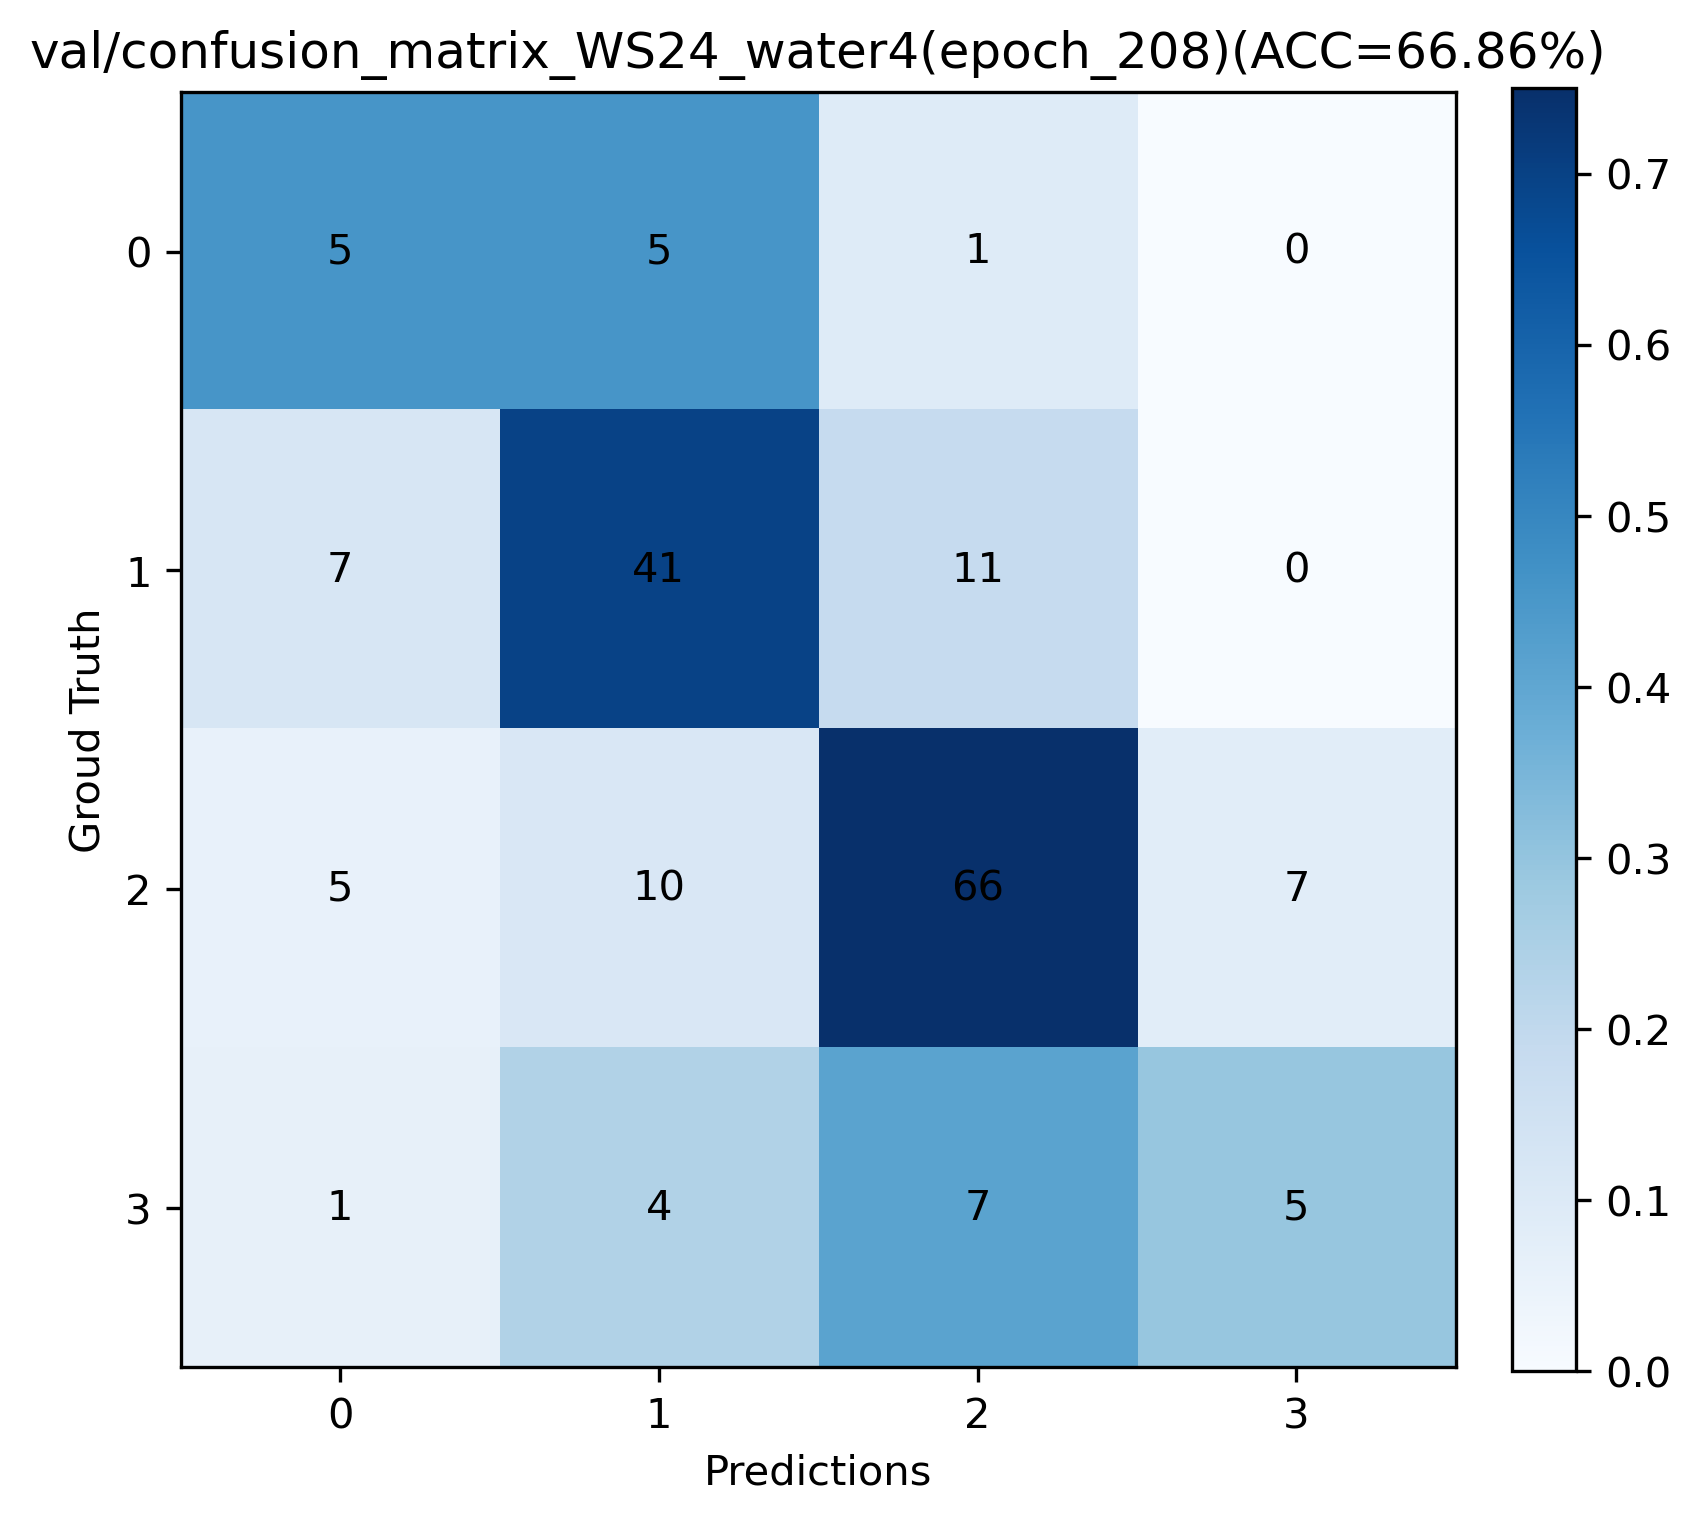 val/confusion_matrix_WS24_water4(epoch_208)(ACC=66.86%)
0 5 5 1 0
1 7 41 11 0
2 5 10 66 7
3 1 4 7 5
0 1 2 3
Predictions
Groud Truth
0.7
0.6
0.5
0.4
0.3
0.2
0.1
0.0